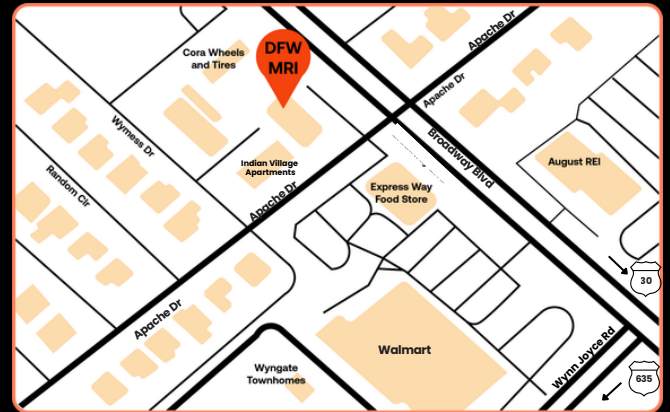 Apache Dr
Cora Wheels
and Tires
DFW
MRI
Apache Dr
Wymess Dr
Broadway Blvd
Indian Village
Apartments
August REI
Random Cir
Apache Dr
Express Way
Food Store
30
Apache Dr
Walmart
Wynn Joyce Rd
Wyngate
Townhomes
635